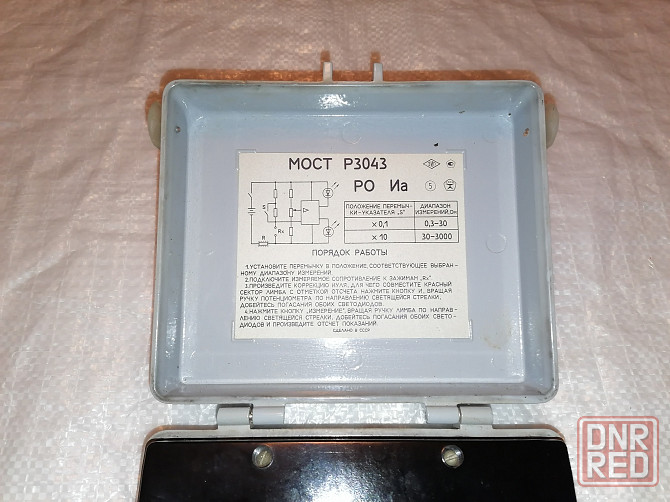 МОСТ Р3043
РО Иа
5
S
Rx
R
ПОЛОЖЕНИЕ ПЕРЕМЫЧ-
КИ-УКАЗАТЕЛЯ „S"
ДИАПАЗОН
ИЗМЕРЕНИЙ, Ом
× 0,1 0,3-30
× 10 30-3000
ПОРЯДОК РАБОТЫ
1. УСТАНОВИТЕ ПЕРЕМЫЧКУ В ПОЛОЖЕНИЕ, СООТВЕТСТВУЮЩЕЕ ВЫБРАН-
НОМУ ДИАПАЗОНУ ИЗМЕРЕНИЙ.
2. ПОДКЛЮЧИТЕ ИЗМЕРЯЕМОЕ СОПРОТИВЛЕНИЕ К ЗАЖИМАМ „Rx"
3. ПРОИЗВЕДИТЕ КОРРЕКЦИЮ НУЛЯ, ДЛЯ ЧЕГО СОВМЕСТИТЕ КРАСНЫЙ
СЕКТОР ЛИМБА С ОТМЕТКОЙ ОТСЧЕТА, НАЖМИТЕ КНОПКУ И, ВРАЩАЯ
РУЧКУ ПОТЕНЦИОМЕТРА ПО НАПРАВЛЕНИЮ СВЕТЯЩЕЙСЯ СТРЕЛКИ,
ДОБЕЙТЕСЬ ПОГАСАНИЯ ОБОИХ СВЕТОДИОДОВ.
4. НАЖМИТЕ КНОПКУ „ИЗМЕРЕНИЕ", ВРАЩАЯ РУЧКУ ЛИМБА ПО НАПРАВ-
ЛЕНИЮ СВЕТЯЩЕЙСЯ СТРЕЛКИ, ДОБЕЙТЕСЬ ПОГАСАНИЯ ОБОИХ СВЕТО-
ДИОДОВ И ПРОИЗВЕДИТЕ ОТСЧЕТ ПОКАЗАНИЙ.
СДЕЛАНО В СССР
DNR
RED